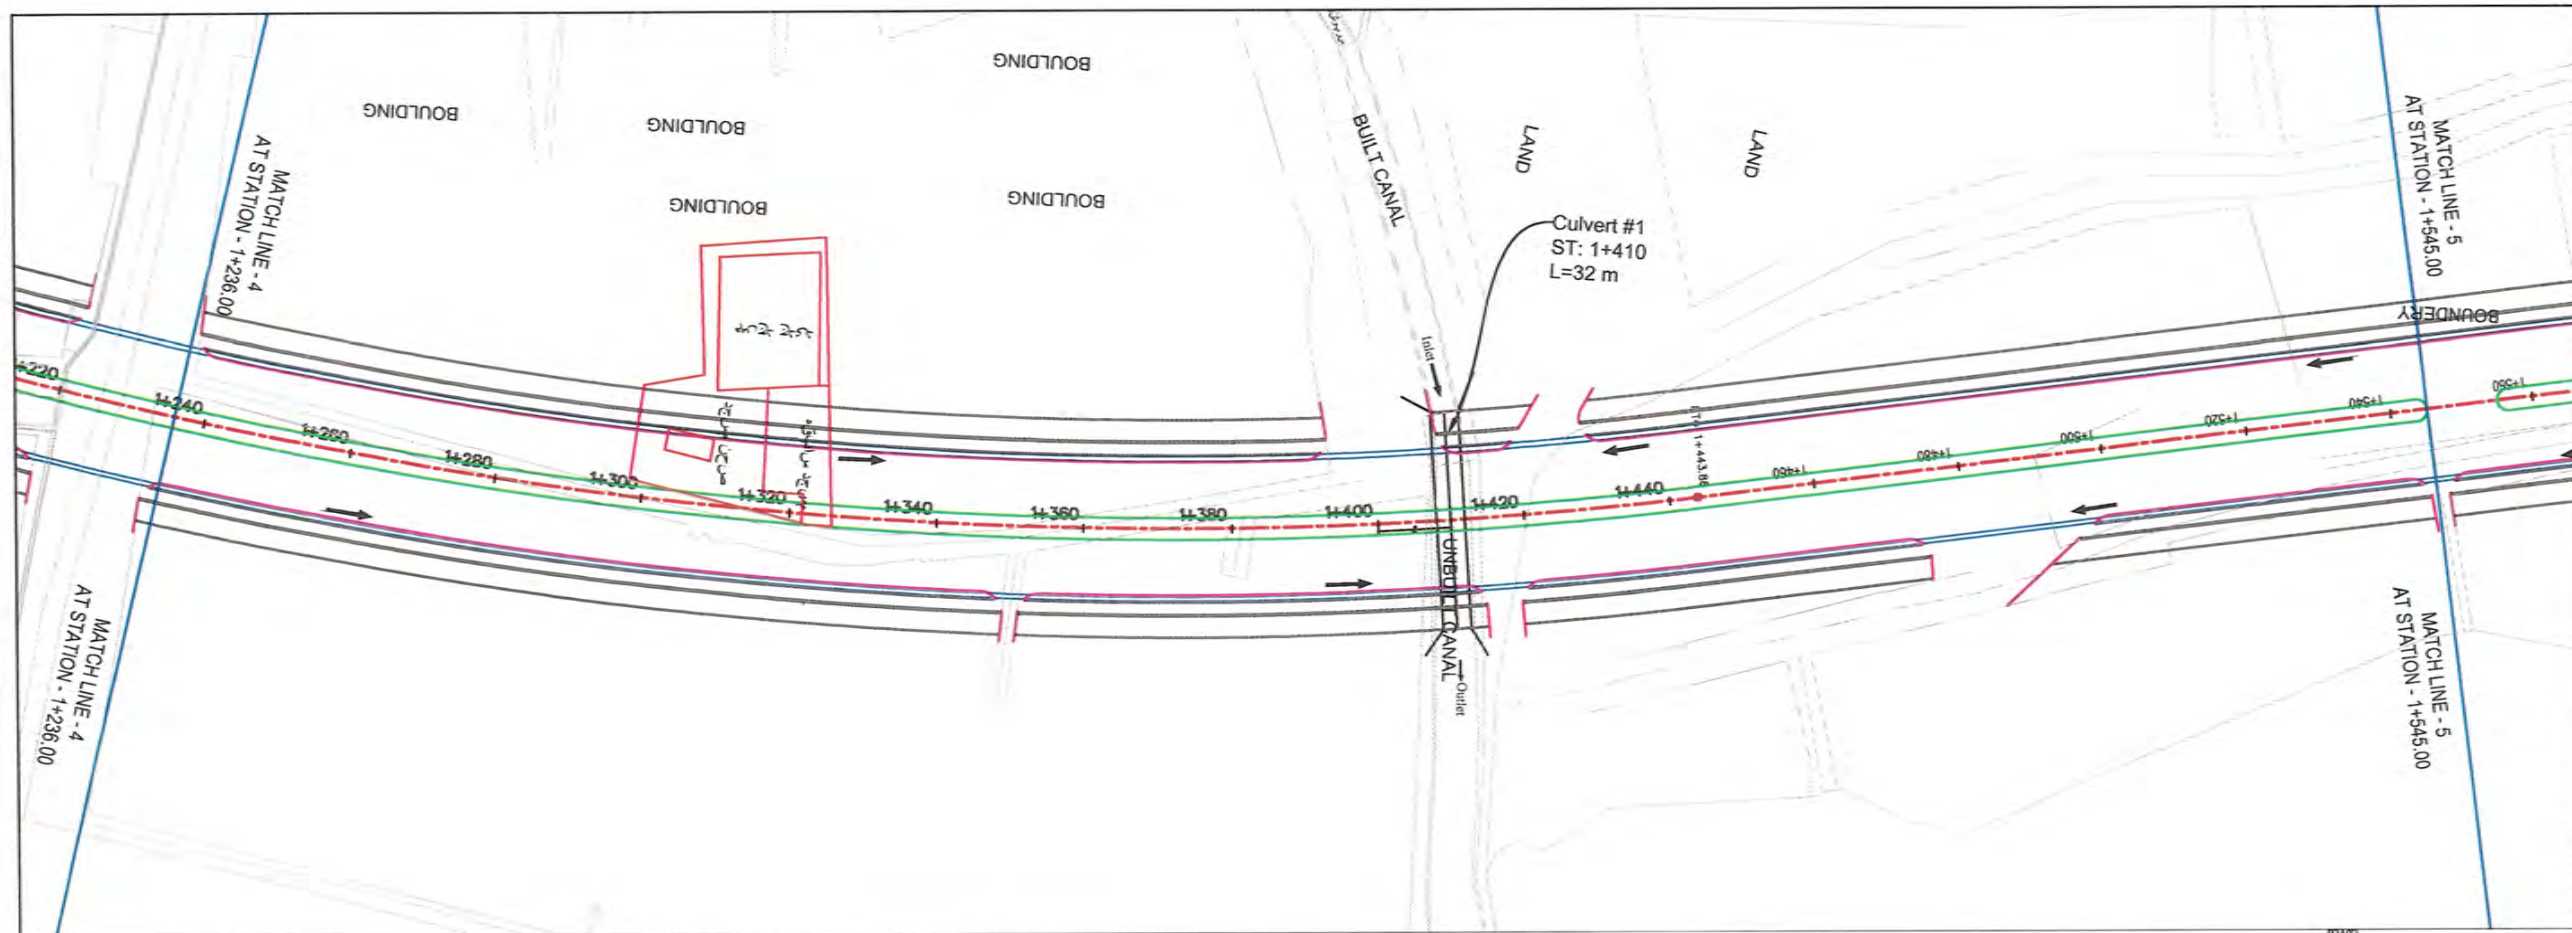 BOULDING
BOULDING
BOULDING
BOULDING
BOULDING
MATCH LINE - 4
AT STATION - 1+236.00
BUILT CANAL
LAND
LAND
Culvert #1
ST: 1+410
L=32 m
Inlet
MATCH LINE - 5
AT STATION - 1+545.00
BOUNDERY
+220
1+240
1+260
1+280
1+300
1+320
1+340
1+360
1+380
1+400
1+420
1+440
1+443.86
1+460
1+480
1+500
1+520
1+540
1+560
UNBUILT CANAL
Outlet
MATCH LINE - 4
AT STATION - 1+236.00
MATCH LINE - 5
AT STATION - 1+545.00